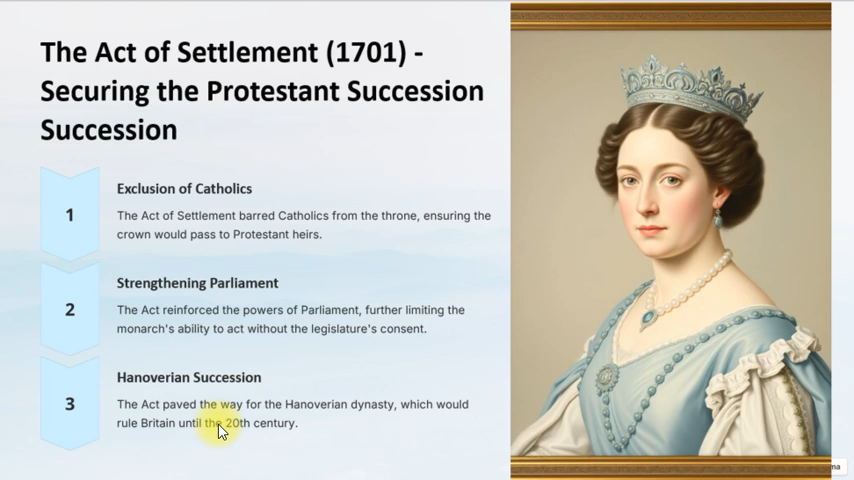 The Act of Settlement (1701) -
Securing the Protestant Succession
Succession
1
Exclusion of Catholics
The Act of Settlement barred Catholics from the throne, ensuring the
crown would pass to Protestant heirs.
2
Strengthening Parliament
The Act reinforced the powers of Parliament, further limiting the
monarch's ability to act without the legislature's consent.
3
Hanoverian Succession
The Act paved the way for the Hanoverian dynasty, which would
rule Britain until the 20th century.
ma